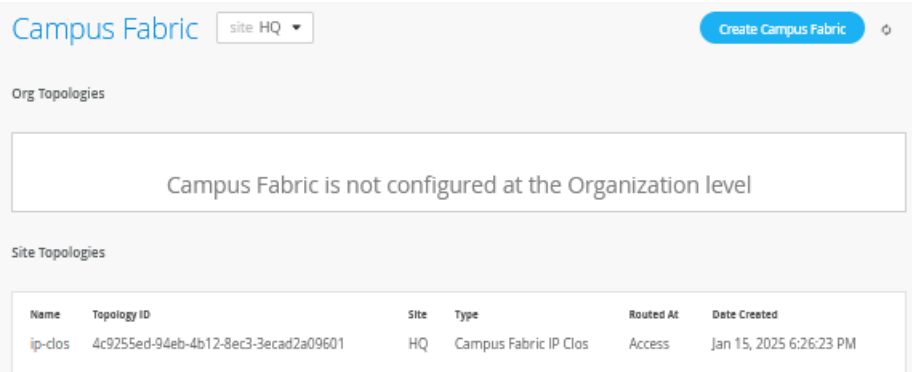 Campus Fabric site HQ Create Campus Fabric
Org Topologies
Campus Fabric is not configured at the Organization level
Site Topologies
Name Topology ID Site Type Routed At Date Created
ip-clos 4c9255ed-94eb-4b12-8ec3-3ecad2a09601 HQ Campus Fabric IP Clos Access Jan 15, 2025 6:26:23 PM